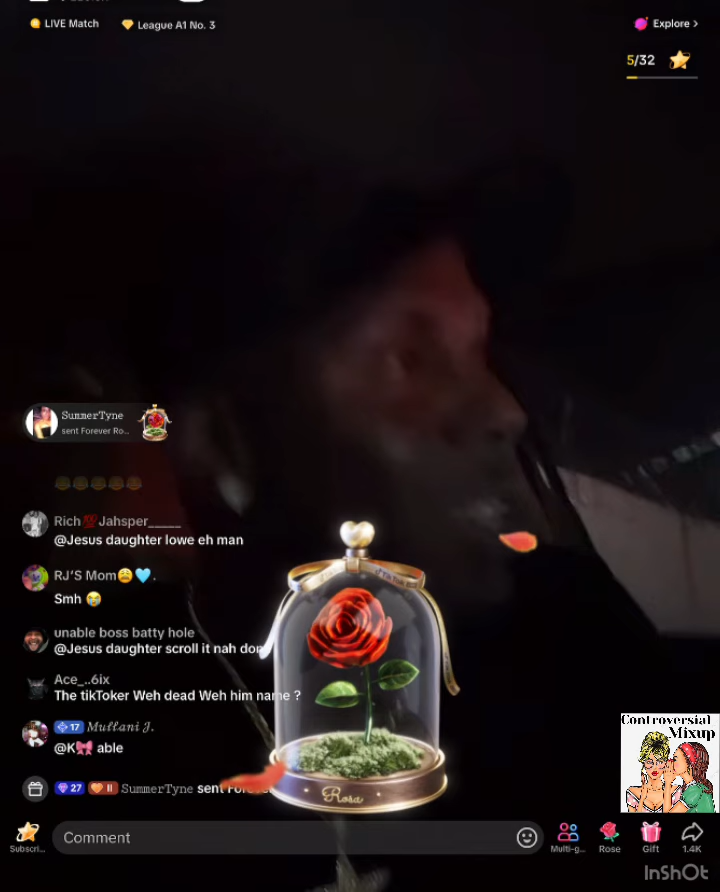 LIVE Match
League A1 No. 3
Explore >
5/32
SummerTyne
sent Forever Ro...
Rich💯Jahsper_____
@Jesus daughter lowe eh man
RJ'S Mom😩🩵.
Smh 😭
unable boss batty hole
@Jesus daughter scroll it nah don
Ace_..6ix
The tikToker Weh dead Weh him name ?
17 Mullani J.
@K🎀 able
27 II SummerTyne sent Forev
Rosa
Controversial
Mixup
Subscri...
Comment
Multi-g...
Rose
Gift
1.4K
InShOt